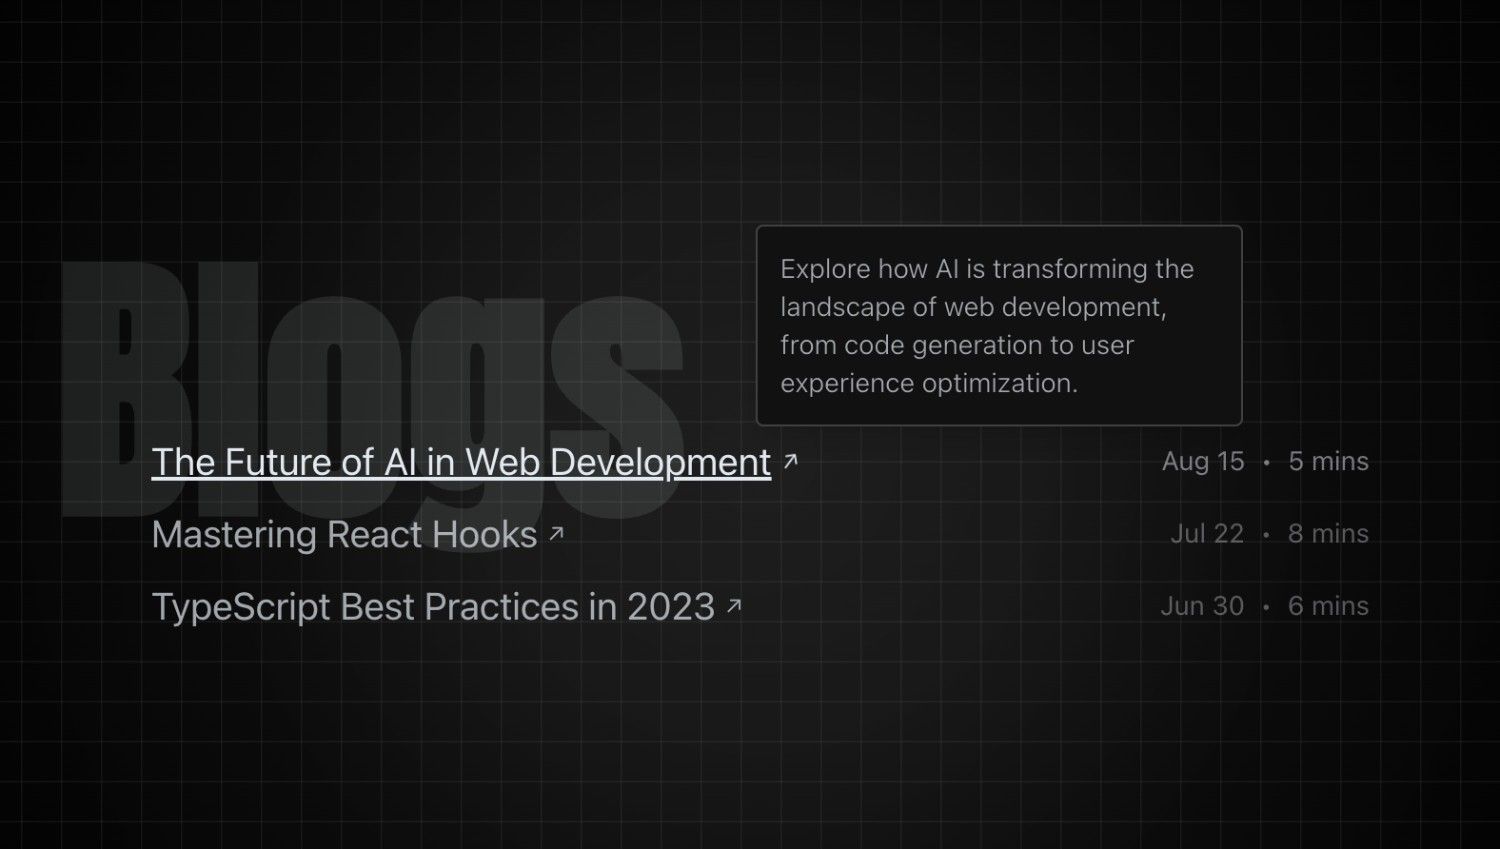 Blogs
Explore how AI is transforming the
landscape of web development,
from code generation to user
experience optimization.
The Future of AI in Web Development ↗ Aug 15 • 5 mins
Mastering React Hooks ↗ Jul 22 • 8 mins
TypeScript Best Practices in 2023 ↗ Jun 30 • 6 mins